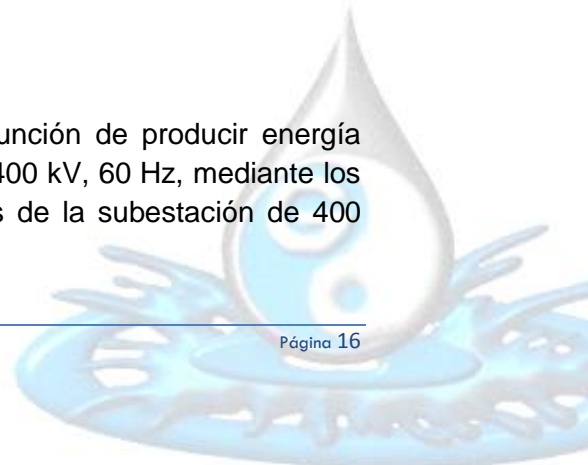 unción de producir energía
400 kV, 60 Hz, mediante los
s de la subestación de 400
Página 16